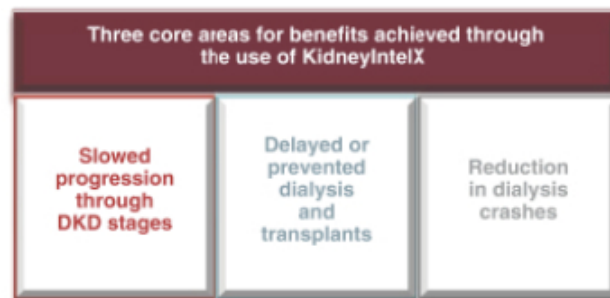 Three core areas for benefits achieved through
the use of KidneyIntelX
Slowed
progression
through
DKD stages
Delayed or
prevented
dialysis
and
transplants
Reduction
in dialysis
crashes